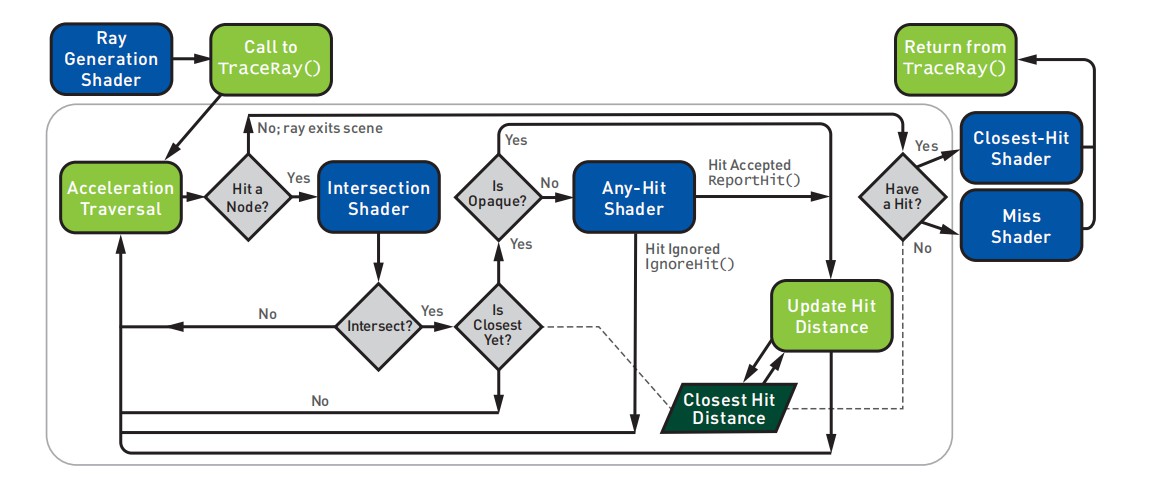 Ray
Generation
Shader
Call to
TraceRay()
Return from
TraceRay()
No; ray exits scene
Yes
Acceleration
Traversal
Hit a
Node?
Yes
Intersection
Shader
Is
Opaque?
No
Any-Hit
Shader
Hit Accepted
ReportHit()
Have
a Hit?
Yes
Closest-Hit
Shader
Miss
Shader
No
Yes
Hit Ignored
IgnoreHit()
No
Intersect?
Yes
Is
Closest
Yet?
Update Hit
Distance
No
Closest Hit
Distance